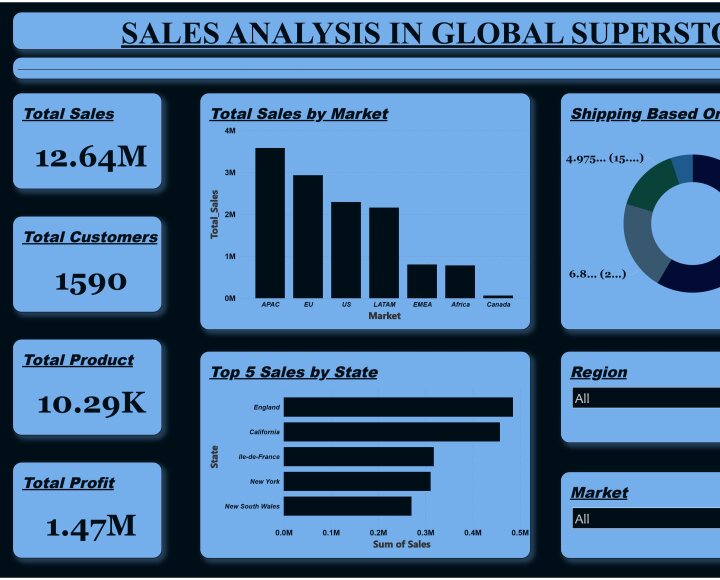 SALES ANALYSIS IN GLOBAL
Total Sales
12.64M
Total Customers
1590
Total Product
10.29K
Total Profit
1.47M
Total Sales by Market
Total_Sales
4M
3M
2M
1M
0M
APAC EU US LATAM EMEA Africa Canada
Market
Top 5 Sales by State
State
England
California
Ile-de-France
New York
New South Wales
0.0M 0.1M 0.2M 0.3M 0.4M 0.5M
Sum of Sales
Shipping Based
4.975... (15....)
6.8... (2...)
Region
All
Market
All